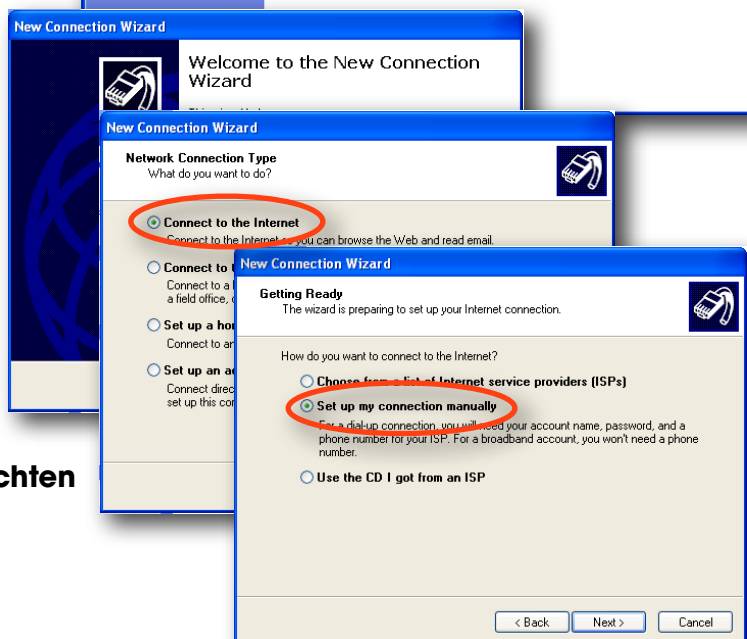 New Connection Wizard
Welcome to the New Connection
Wizard
New Connection Wizard
Network Connection Type
What do you want to do?
Connect to the Internet
Connect to the Internet so you can browse the Web and read email.
Connect to
Connect to a
a field office,
Set up a
Connect to
Set up an
Connect
set up this
New Connection Wizard
Getting Ready
The wizard is preparing to set up your Internet connection.
How do you want to connect to the Internet?
Choose from a list of Internet service providers (ISPs)
Set up my connection manually
For a dial-up connection, you will need your account name, password, and a
phone number for your ISP. For a broadband account, you won't need a phone
number.
Use the CD I got from an ISP
< Back Next > Cancel
chten